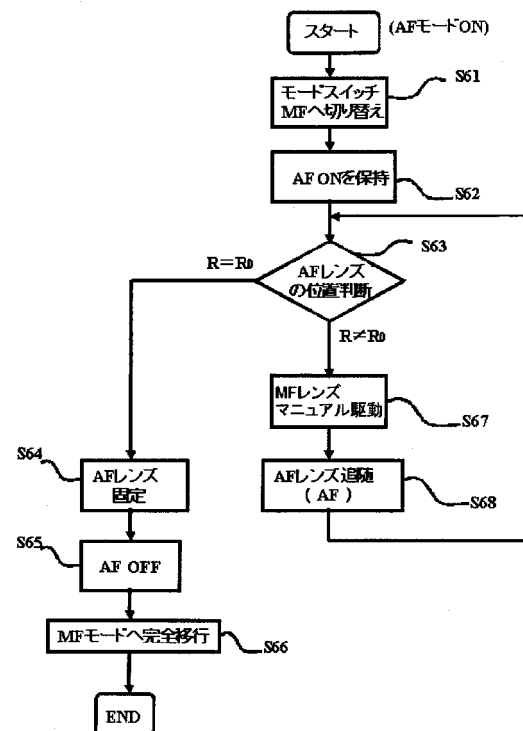 スタート
(AFモードON)
S61
モードスイッチ
MFへ切り替え
AF ONを保持
S62
S63
R=R0
AFレンズ
の位置判断
R≠R0
MFレンズ
マニュアル駆動
S67
S64
AFレンズ
固定
AFレンズ追随
( AF )
S68
S65
AF OFF
MFモードへ完全移行
S66
END